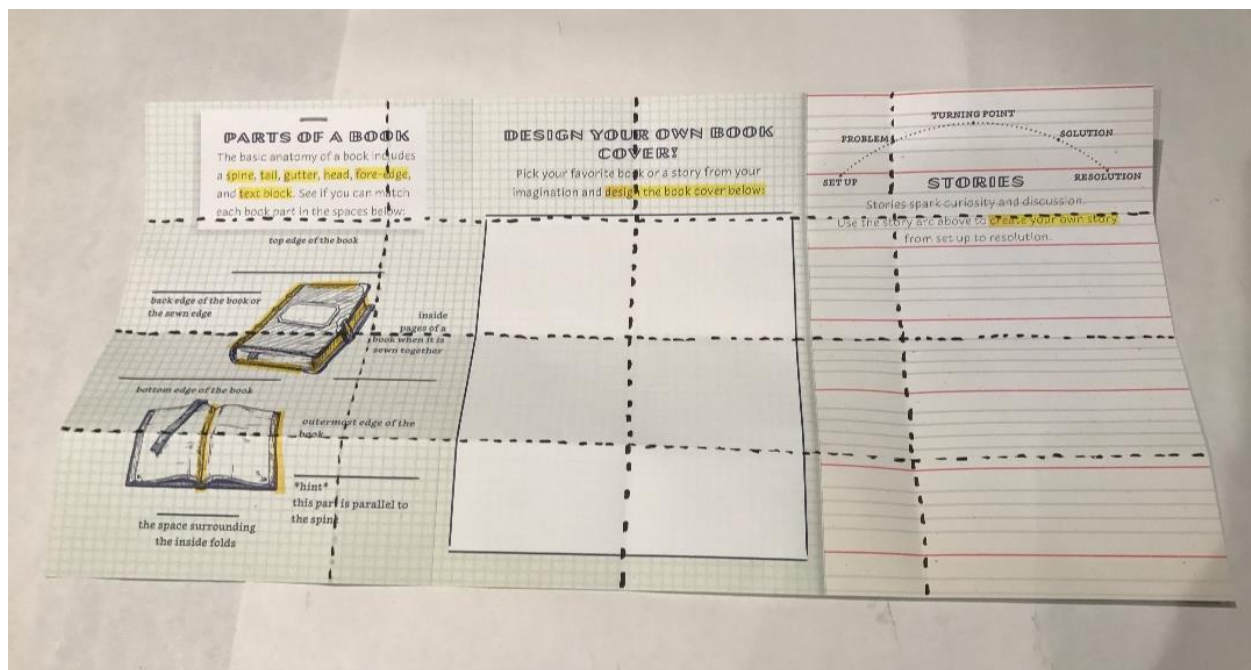 PARTS OF A BOOK
The basic anatomy of a book includes
a spine, tail, gutter, head, fore-edge,
and text block. See if you can match
each book part in the spaces below:
top edge of the book
back edge of the book or
the sewn edge
inside
pages of a
book when it is
sewn together
bottom edge of the book
outermost edge of the
book
*hint*
this part is parallel to
the spine
the space surrounding
the inside folds
DESIGN YOUR OWN BOOK
COVER!
Pick your favorite book or a story from your
imagination and design the book cover below:
TURNING POINT
PROBLEM
SOLUTION
SET UP
RESOLUTION
STORIES
Stories spark curiosity and discussion.
Use the story arc above to create your own story
from set up to resolution.